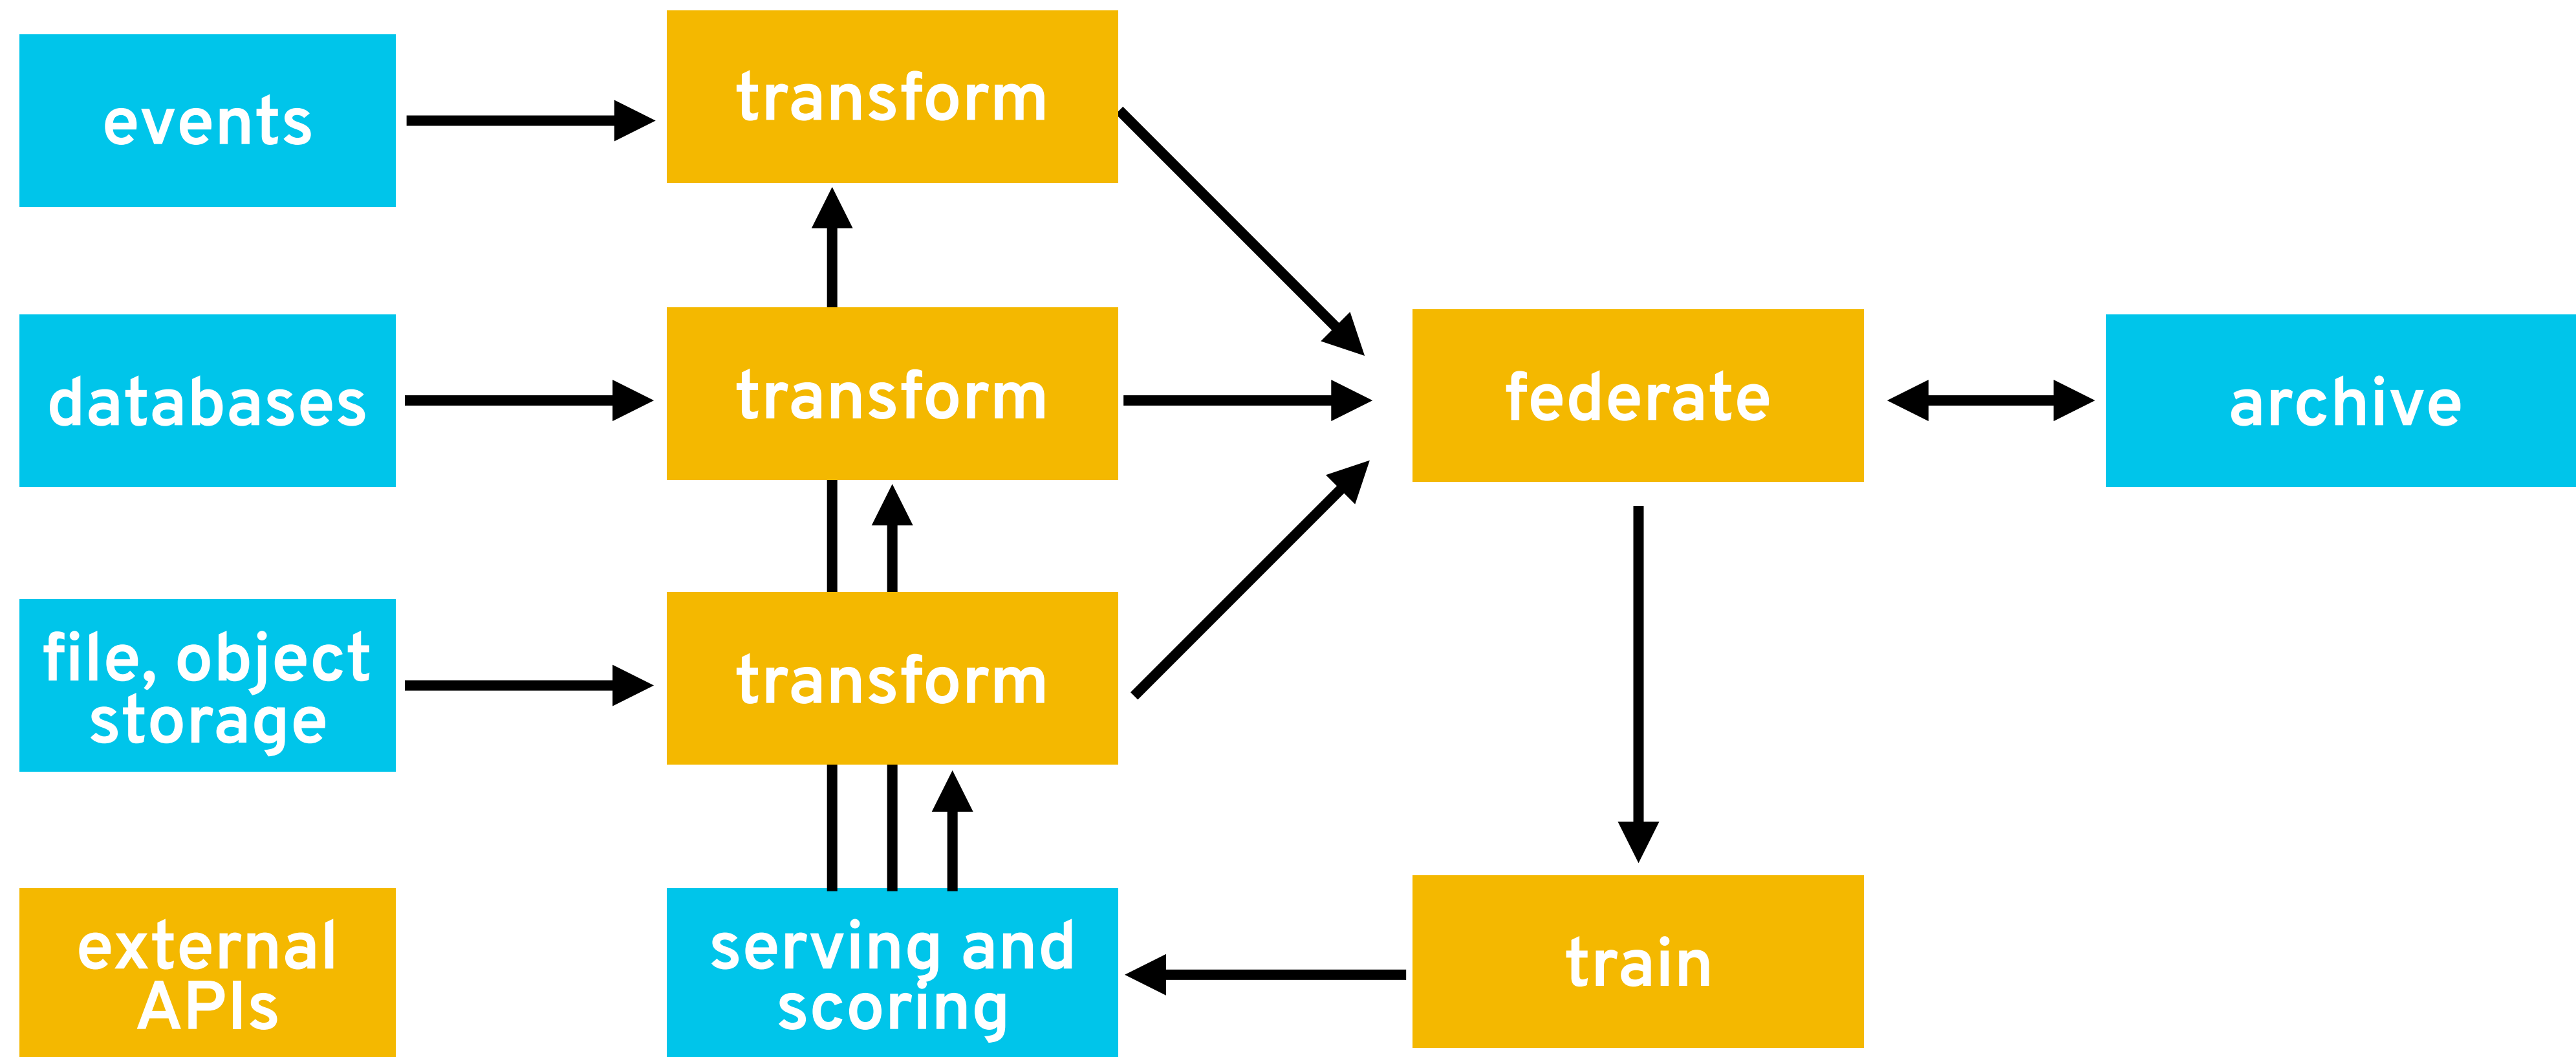 events
transform
databases
transform
federate
archive
file, object
storage
transform
external
APIs
serving and
scoring
train